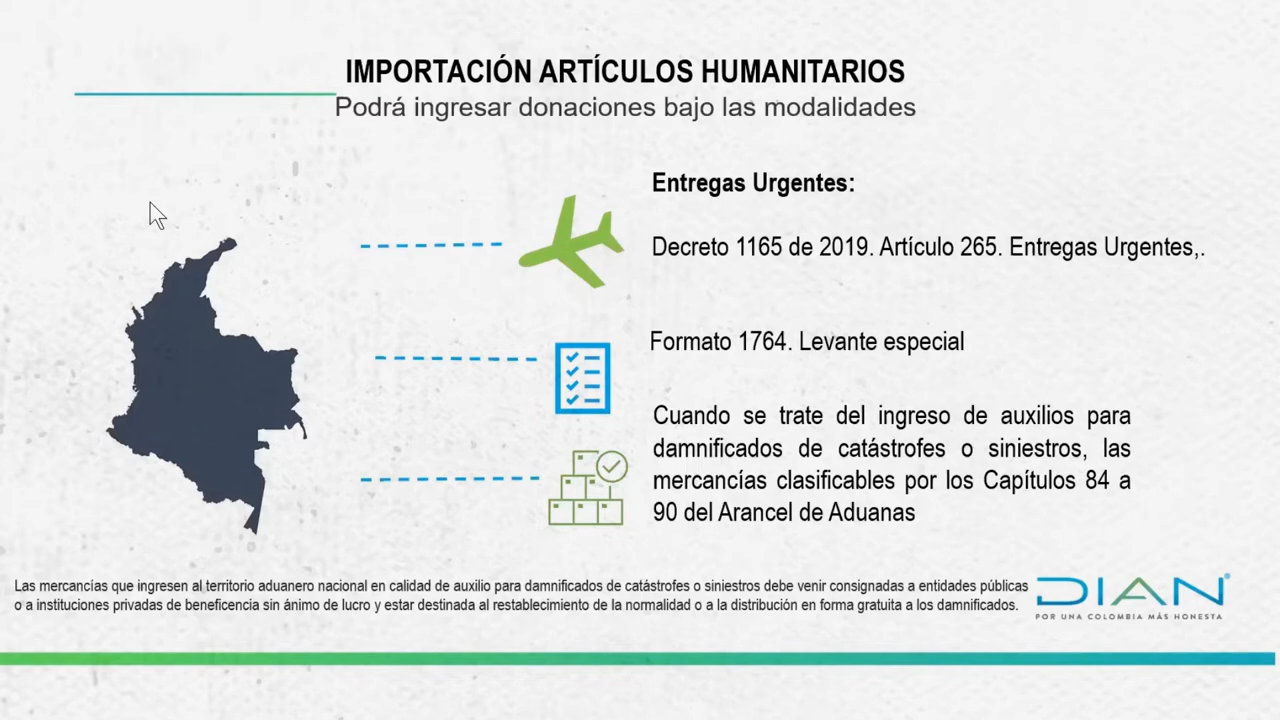 IMPORTACIÓN ARTÍCULOS HUMANITARIOS
Podrá ingresar donaciones bajo las modalidades
Entregas Urgentes:
Decreto 1165 de 2019. Artículo 265. Entregas Urgentes,.
Formato 1764. Levante especial
Cuando se trate del ingreso de auxilios para
damnificados de catástrofes o siniestros, las
mercancías clasificables por los Capítulos 84 a
90 del Arancel de Aduanas
Las mercancías que ingresen al territorio aduanero nacional en calidad de auxilio para damnificados de catástrofes o siniestros debe venir consignadas a entidades públicas
o a instituciones privadas de beneficencia sin ánimo de lucro y estar destinada al restablecimiento de la normalidad o a la distribución en forma gratuita a los damnificados.
DIAN®
POR UNA COLOMBIA MÁS HONESTA